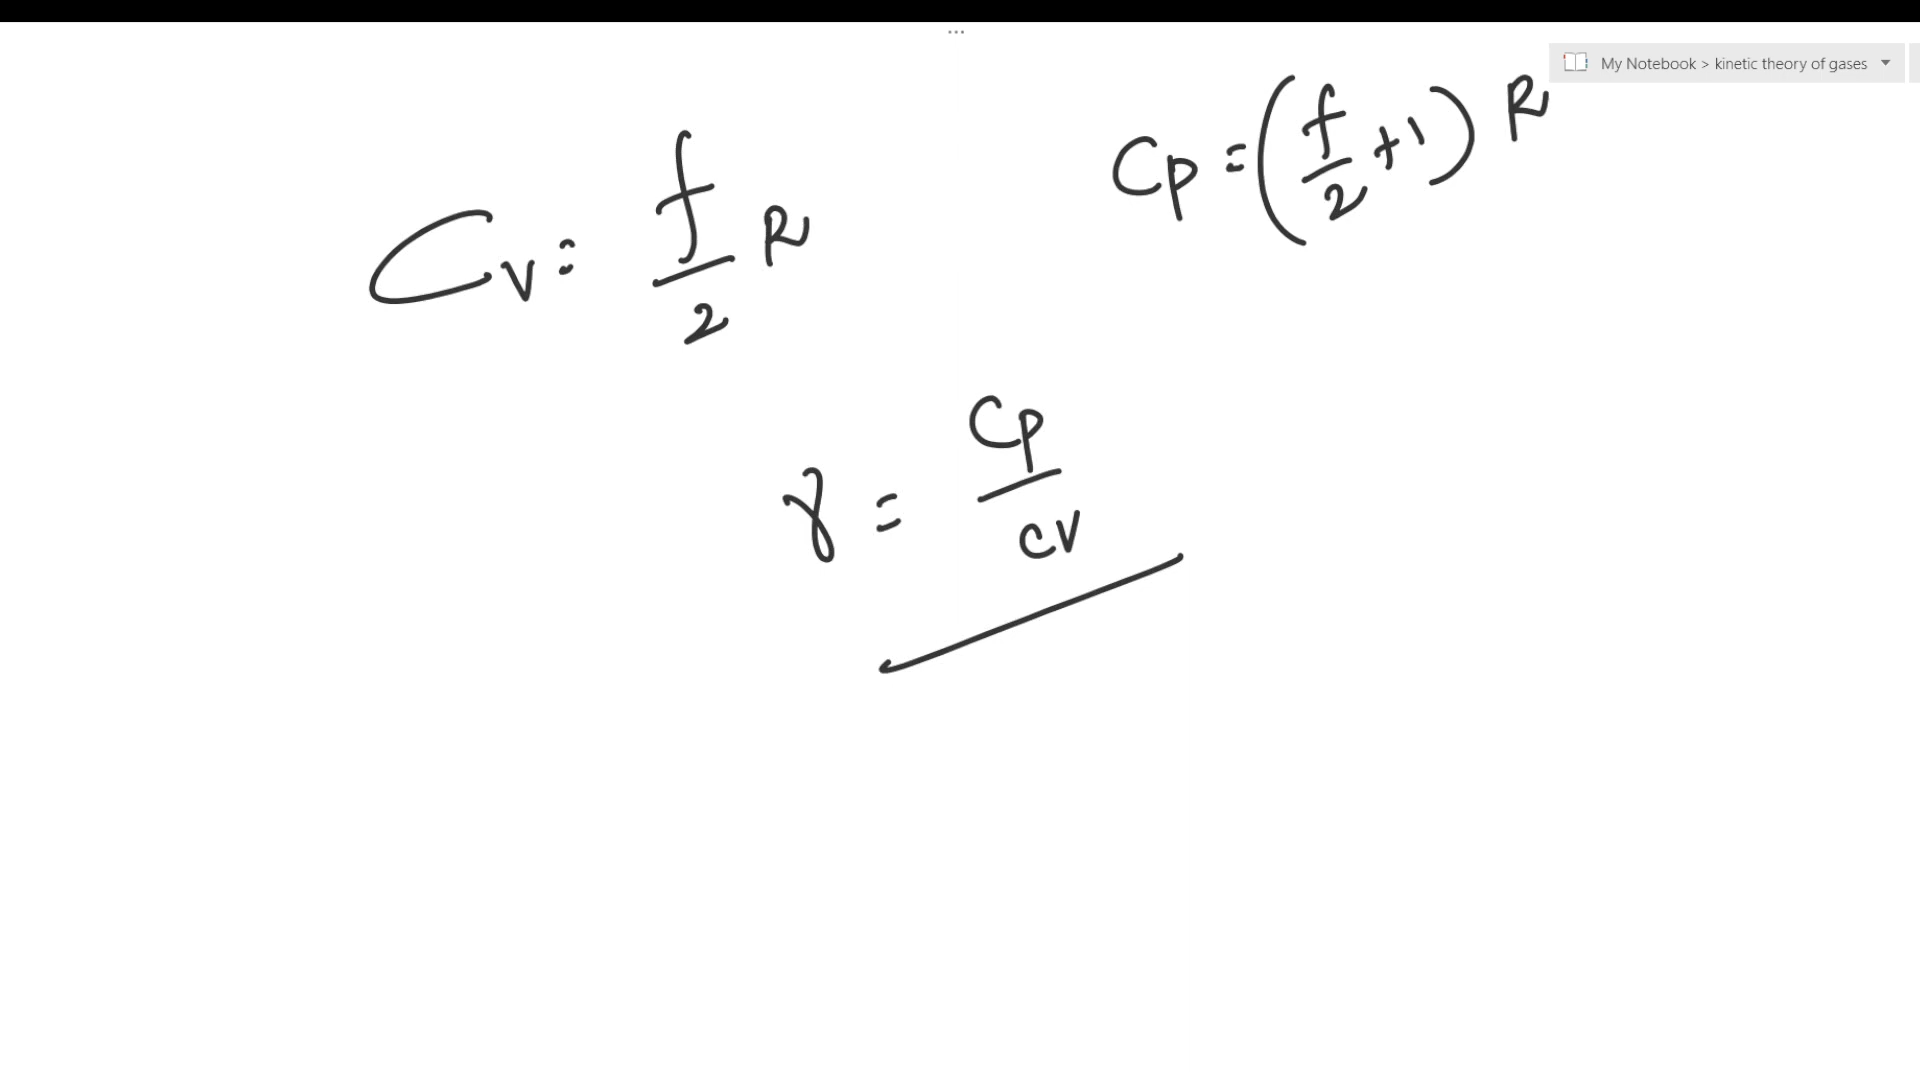 My Notebook > kinetic theory of gases
Cv = f/2 R
Cp = (f/2 + 1) R
γ = Cp/cv